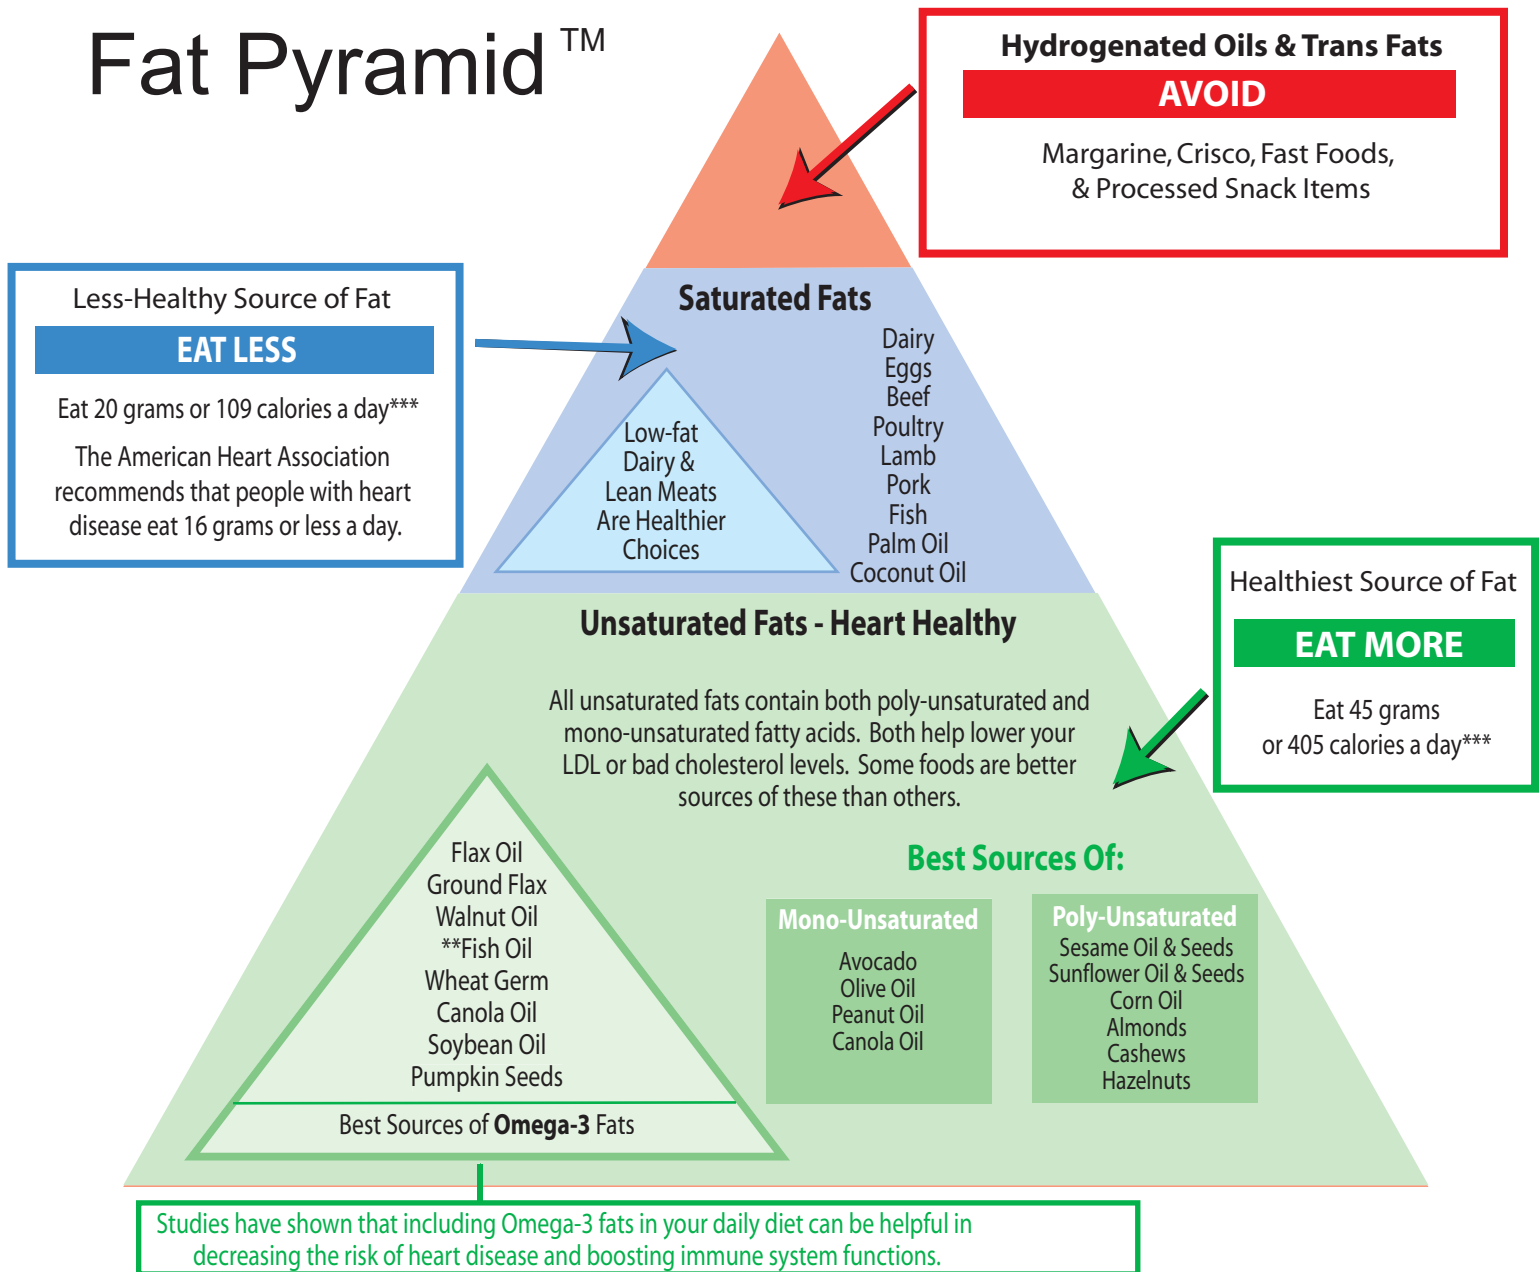 Fat Pyramid ™
Hydrogenated Oils & Trans Fats
AVOID
Margarine, Crisco, Fast Foods,
& Processed Snack Items
Less-Healthy Source of Fat
EAT LESS
Eat 20 grams or 109 calories a day***
The American Heart Association
recommends that people with heart
disease eat 16 grams or less a day.
Saturated Fats
Dairy
Eggs
Beef
Poultry
Lamb
Pork
Fish
Palm Oil
Coconut Oil
Low-fat
Dairy &
Lean Meats
Are Healthier
Choices
Healthiest Source of Fat
EAT MORE
Eat 45 grams
or 405 calories a day***
Unsaturated Fats - Heart Healthy
All unsaturated fats contain both poly-unsaturated and
mono-unsaturated fatty acids. Both help lower your
LDL or bad cholesterol levels. Some foods are better
sources of these than others.
Flax Oil
Ground Flax
Walnut Oil
**Fish Oil
Wheat Germ
Canola Oil
Soybean Oil
Pumpkin Seeds
Best Sources of Omega-3 Fats
Best Sources Of:
Mono-Unsaturated
Avocado
Olive Oil
Peanut Oil
Canola Oil
Poly-Unsaturated
Sesame Oil & Seeds
Sunflower Oil & Seeds
Corn Oil
Almonds
Cashews
Hazelnuts
Studies have shown that including Omega-3 fats in your daily diet can be helpful in
decreasing the risk of heart disease and boosting immune system functions.